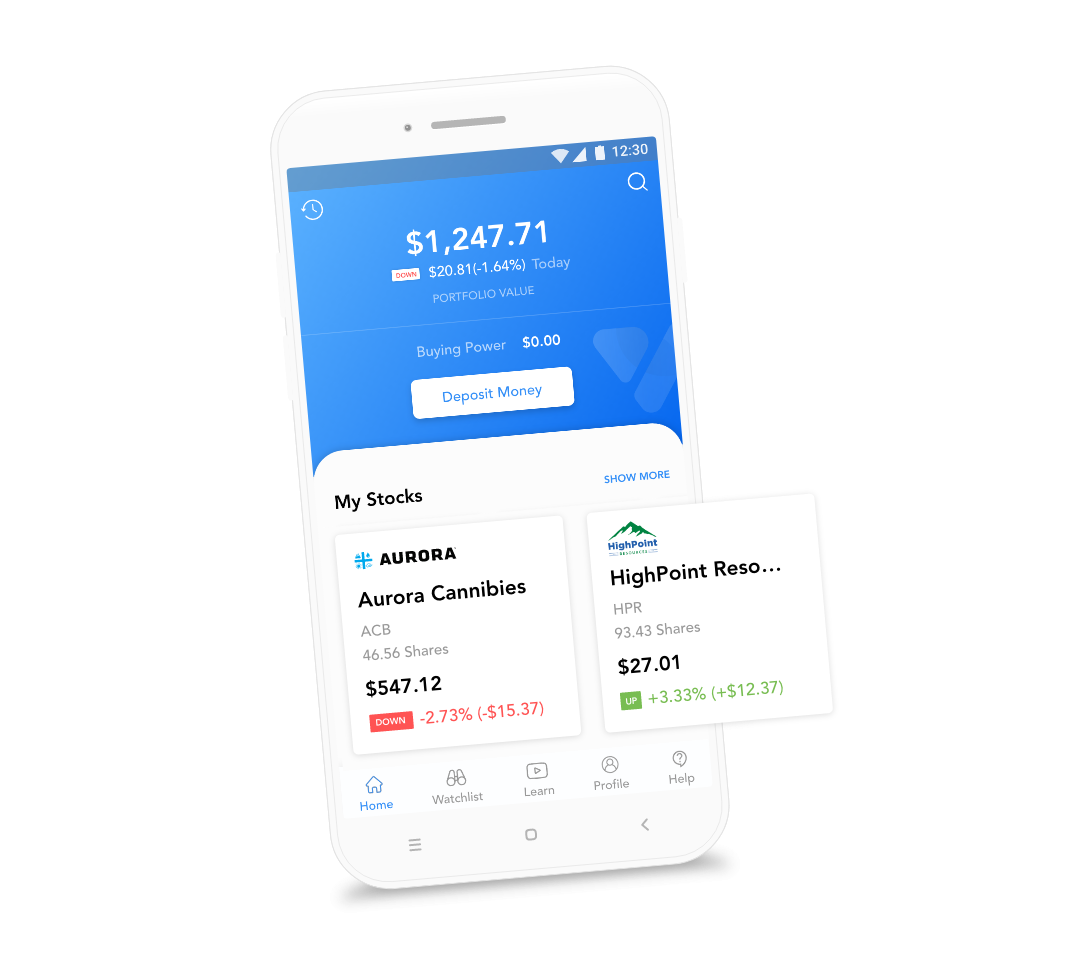 12:30
$1,247.71
DOWN $20.81(-1.64%) Today
PORTFOLIO VALUE
Buying Power $0.00
Deposit Money
My Stocks
SHOW MORE
AURORA
Aurora Cannibies
ACB
46.56 Shares
$547.12
DOWN -2.73% (-$15.37)
HighPoint
RESOURCES
HighPoint Reso...
HPR
93.43 Shares
$27.01
UP +3.33% (+$12.37)
Home
Watchlist
Learn
Profile
Help